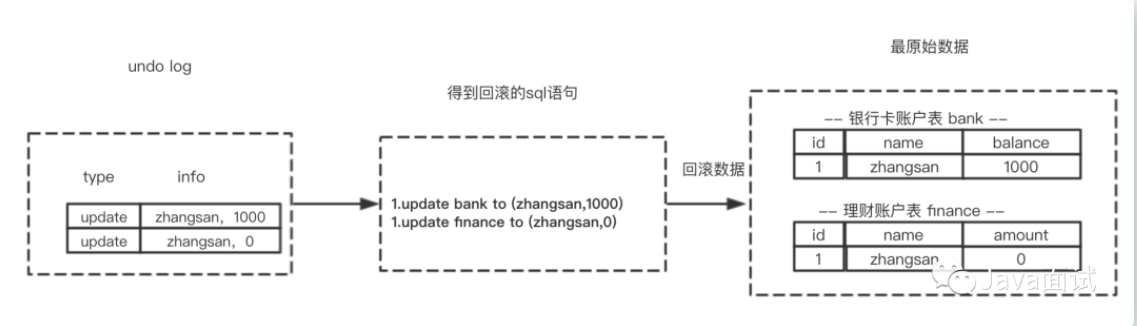 undo log
type info
update zhangsan, 1000
update zhangsan, 0
得到回滚的sql语句
1.update bank to (zhangsan,1000)
1.update finance to (zhangsan,0)
回滚数据
最原始数据
-- 银行卡账户表 bank --
id name balance
1 zhangsan 1000
-- 理财账户表 finance --
id name amount
1 zhangsan 0
Java面试